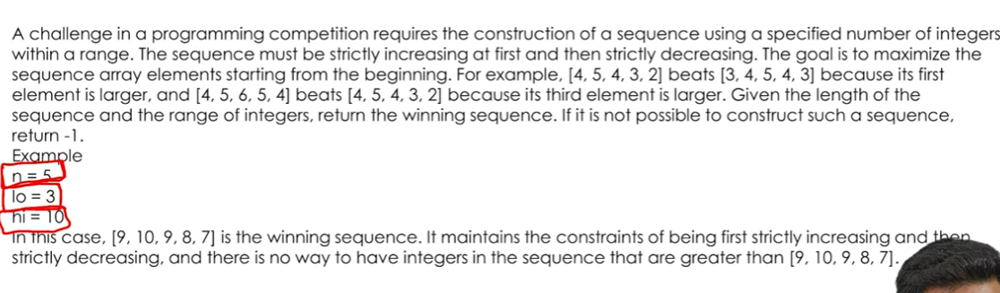 A challenge in a programming competition requires the construction of a sequence using a specified number of integers
within a range. The sequence must be strictly increasing at first and then strictly decreasing. The goal is to maximize the
sequence array elements starting from the beginning. For example, [4, 5, 4, 3, 2] beats [3, 4, 5, 4, 3] because its first
element is larger, and [4, 5, 6, 5, 4] beats [4, 5, 4, 3, 2] because its third element is larger. Given the length of the
sequence and the range of integers, return the winning sequence. If it is not possible to construct such a sequence,
return -1.
Example
n = 5
lo = 3
hi = 10
In this case, [9, 10, 9, 8, 7] is the winning sequence. It maintains the constraints of being first strictly increasing and then
strictly decreasing, and there is no way to have integers in the sequence that are greater than [9, 10, 9, 8, 7].